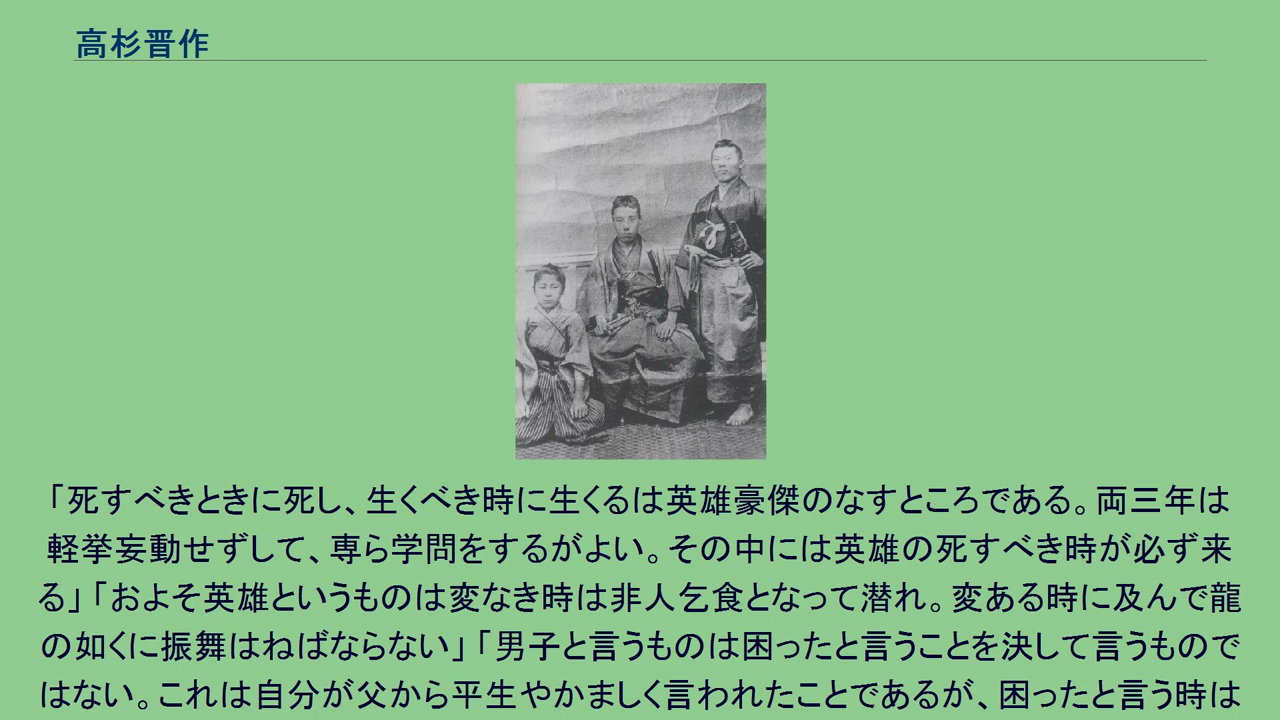 高杉晋作
「死すべきときに死し、生くべき時に生くるは英雄豪傑のなすところである。両三年は
軽挙妄動せずして、専ら学問をするがよい。その中には英雄の死すべき時が必ず来
る」「およそ英雄というものは変なき時は非人乞食となって潜れ。変ある時に及んで龍
の如くに振舞はねばならない」「男子と言うものは困ったと言うことを決して言うもので
はない。これは自分が父から平生やかましく言われたことであるが、困ったと言う時は